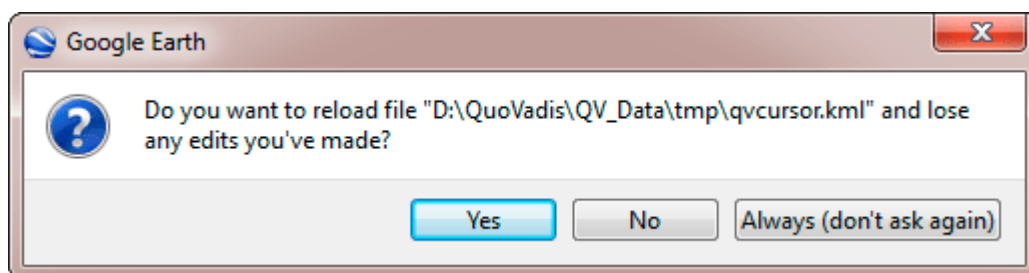 Google Earth
Do you want to reload file "D:\QuoVadis\QV_Data\tmp\qvcursor.kml" and lose
any edits you've made?
Yes No Always (don't ask again)